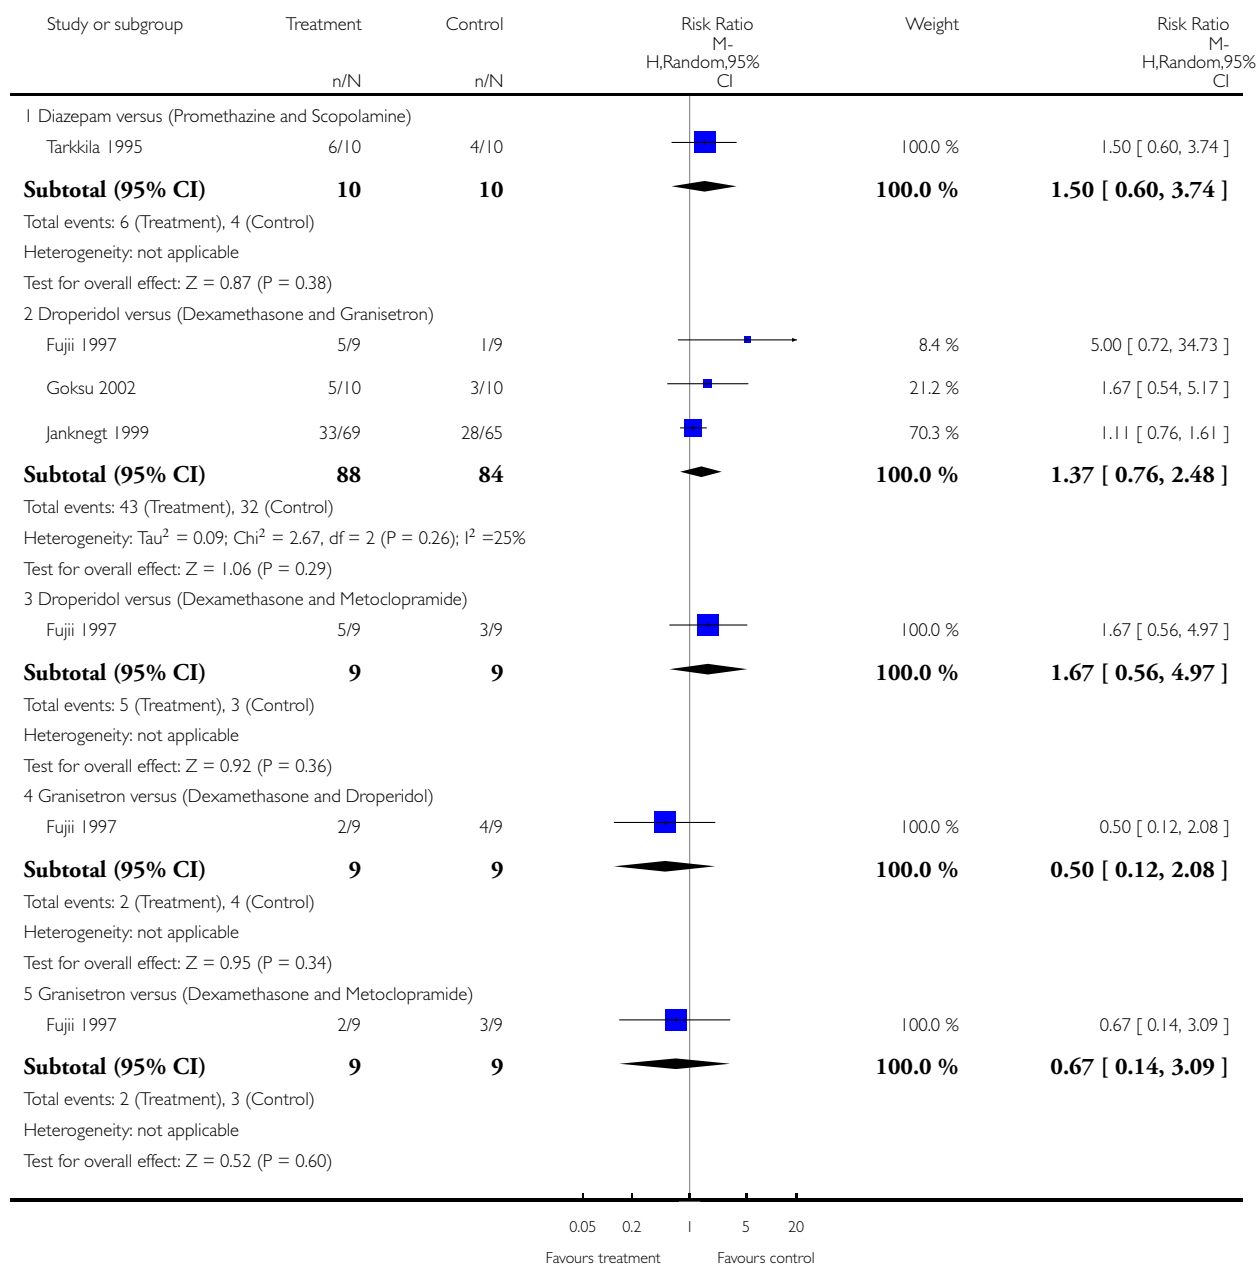 Study or subgroup Treatment Control Risk Ratio Weight Risk Ratio
M- M-
H,Random,95% H,Random,95%
n/N n/N CI CI
1 Diazepam versus (Promethazine and Scopolamine)
Tarkkila 1995 6/10 4/10 100.0 % 1.50 [ 0.60, 3.74 ]
Subtotal (95% CI) 10 10 100.0 % 1.50 [ 0.60, 3.74 ]
Total events: 6 (Treatment), 4 (Control)
Heterogeneity: not applicable
Test for overall effect: Z = 0.87 (P = 0.38)
2 Droperidol versus (Dexamethasone and Granisetron)
Fujii 1997 5/9 1/9 8.4 % 5.00 [ 0.72, 34.73 ]
Goksu 2002 5/10 3/10 21.2 % 1.67 [ 0.54, 5.17 ]
Janknegt 1999 33/69 28/65 70.3 % 1.11 [ 0.76, 1.61 ]
Subtotal (95% CI) 88 84 100.0 % 1.37 [ 0.76, 2.48 ]
Total events: 43 (Treatment), 32 (Control)
Heterogeneity: Tau² = 0.09; Chi² = 2.67, df = 2 (P = 0.26); I² =25%
Test for overall effect: Z = 1.06 (P = 0.29)
3 Droperidol versus (Dexamethasone and Metoclopramide)
Fujii 1997 5/9 3/9 100.0 % 1.67 [ 0.56, 4.97 ]
Subtotal (95% CI) 9 9 100.0 % 1.67 [ 0.56, 4.97 ]
Total events: 5 (Treatment), 3 (Control)
Heterogeneity: not applicable
Test for overall effect: Z = 0.92 (P = 0.36)
4 Granisetron versus (Dexamethasone and Droperidol)
Fujii 1997 2/9 4/9 100.0 % 0.50 [ 0.12, 2.08 ]
Subtotal (95% CI) 9 9 100.0 % 0.50 [ 0.12, 2.08 ]
Total events: 2 (Treatment), 4 (Control)
Heterogeneity: not applicable
Test for overall effect: Z = 0.95 (P = 0.34)
5 Granisetron versus (Dexamethasone and Metoclopramide)
Fujii 1997 2/9 3/9 100.0 % 0.67 [ 0.14, 3.09 ]
Subtotal (95% CI) 9 9 100.0 % 0.67 [ 0.14, 3.09 ]
Total events: 2 (Treatment), 3 (Control)
Heterogeneity: not applicable
Test for overall effect: Z = 0.52 (P = 0.60)
0.05 0.2 1 5 20
Favours treatment Favours control